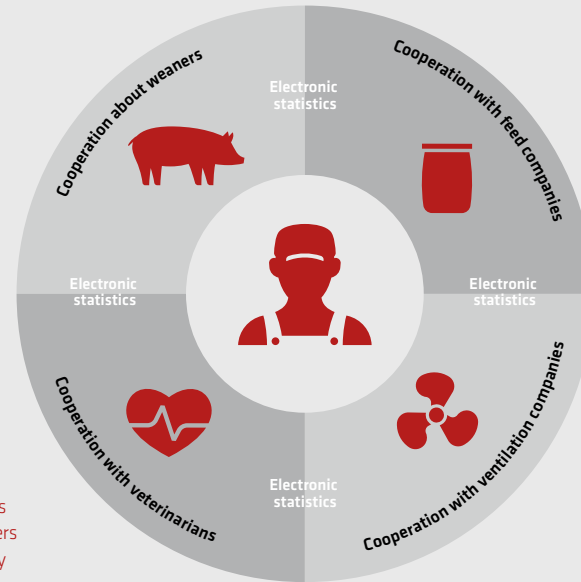 Cooperation about weaners
Cooperation with feed companies
Electronic
statistics
Electronic
statistics
Electronic
statistics
Cooperation with veterinarians
Cooperation with ventilation companies
Electronic
statistics